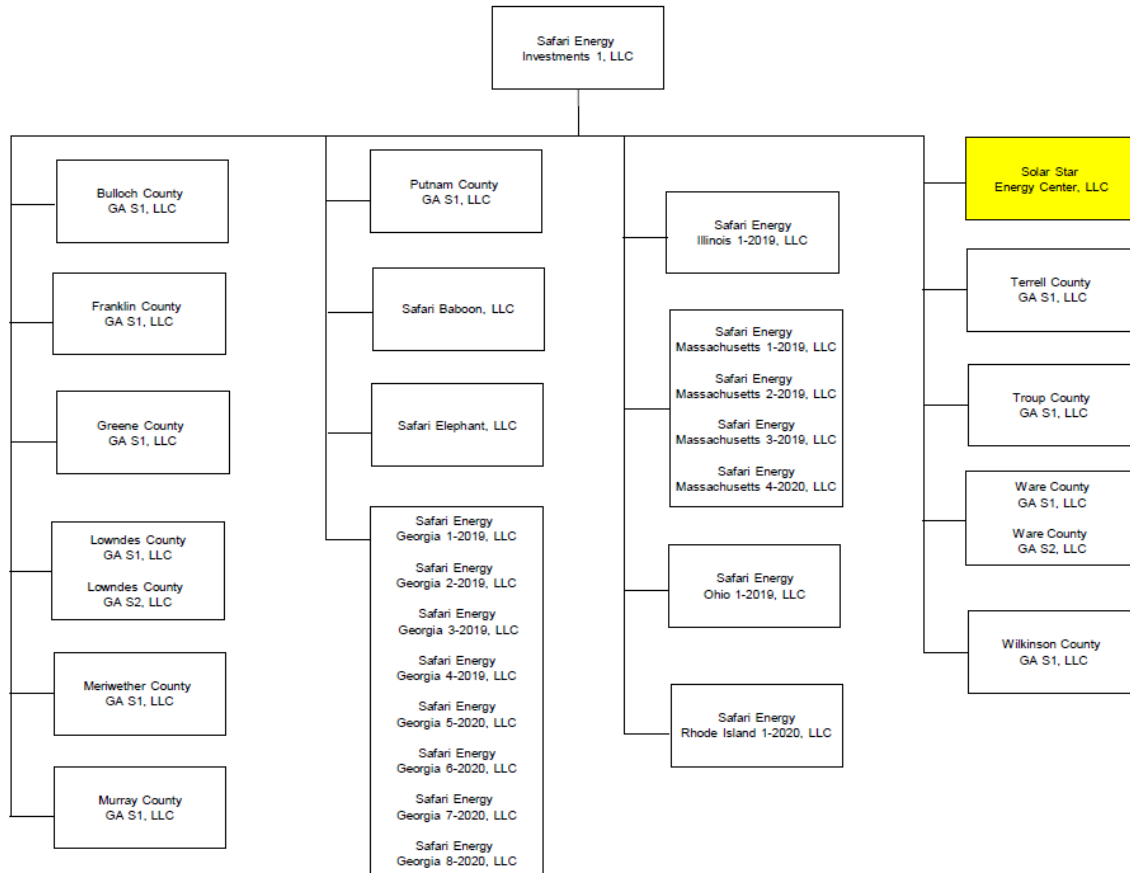 Safari Energy
Investments 1, LLC
Bulloch County
GA S1, LLC
Franklin County
GA S1, LLC
Greene County
GA S1, LLC
Lowndes County
GA S1, LLC
Lowndes County
GA S2, LLC
Meriwether County
GA S1, LLC
Murray County
GA S1, LLC
Putnam County
GA S1, LLC
Safari Baboon, LLC
Safari Elephant, LLC
Safari Energy
Georgia 1-2019, LLC
Safari Energy
Georgia 2-2019, LLC
Safari Energy
Georgia 3-2019, LLC
Safari Energy
Georgia 4-2019, LLC
Safari Energy
Georgia 5-2020, LLC
Safari Energy
Georgia 6-2020, LLC
Safari Energy
Georgia 7-2020, LLC
Safari Energy
Georgia 8-2020, LLC
Safari Energy
Illinois 1-2019, LLC
Safari Energy
Massachusetts 1-2019, LLC
Safari Energy
Massachusetts 2-2019, LLC
Safari Energy
Massachusetts 3-2019, LLC
Safari Energy
Massachusetts 4-2020, LLC
Safari Energy
Ohio 1-2019, LLC
Safari Energy
Rhode Island 1-2020, LLC
Solar Star
Energy Center, LLC
Terrell County
GA S1, LLC
Troup County
GA S1, LLC
Ware County
GA S1, LLC
Ware County
GA S2, LLC
Wilkinson County
GA S1, LLC